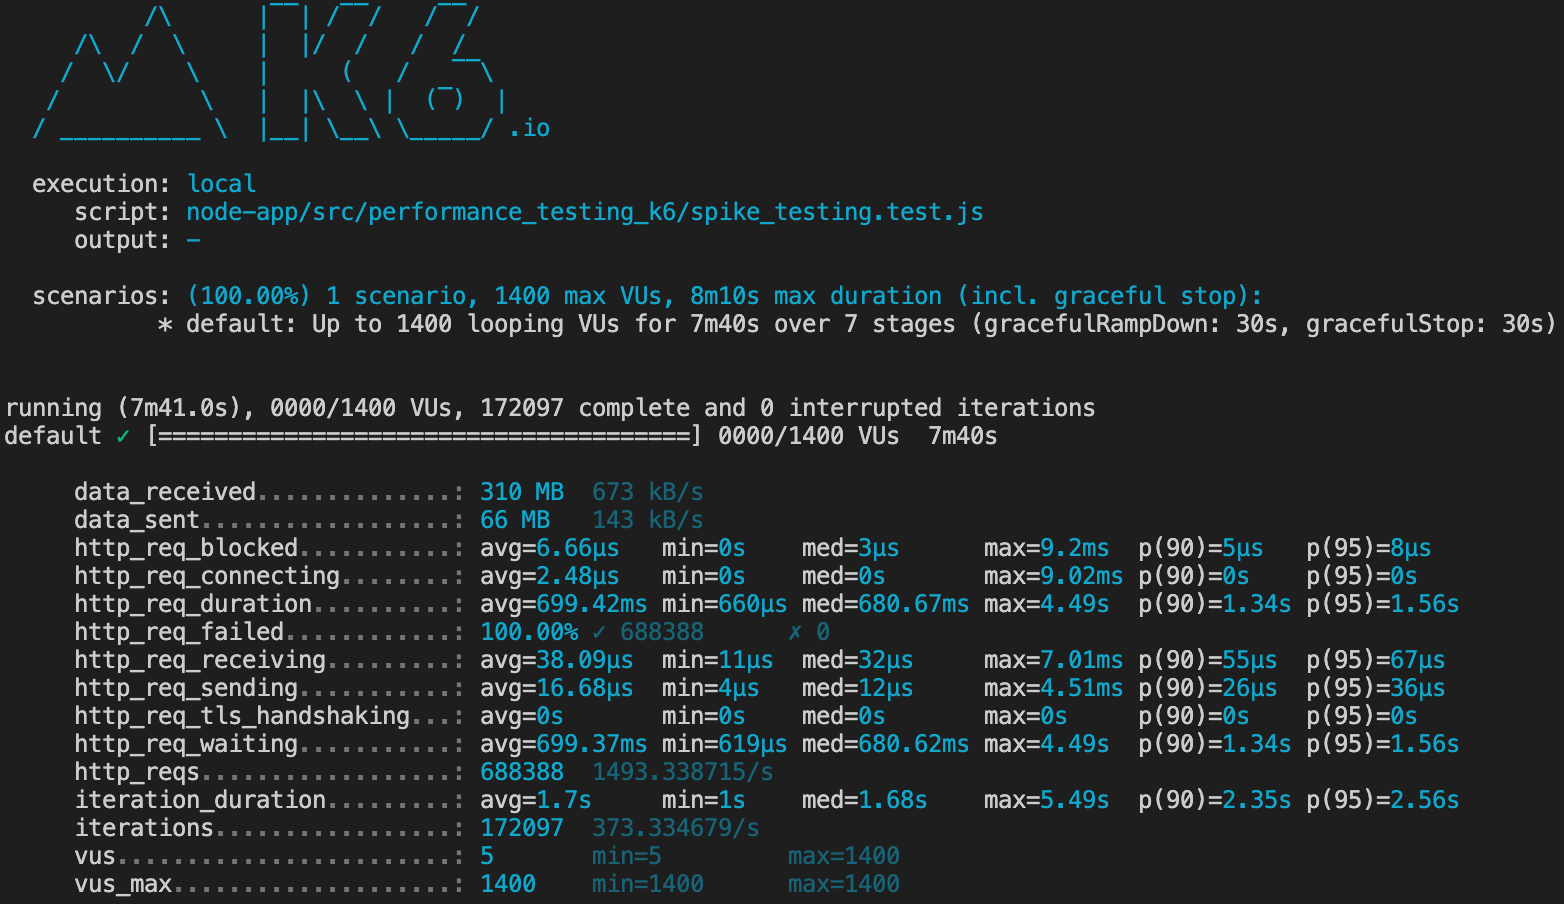 .io
execution: local
script: node-app/src/performance_testing_k6/spike_testing.test.js
output: -
scenarios: (100.00%) 1 scenario, 1400 max VUs, 8m10s max duration (incl. graceful stop):
* default: Up to 1400 looping VUs for 7m40s over 7 stages (gracefulRampDown: 30s, gracefulStop: 30s)
running (7m41.0s), 0000/1400 VUs, 172097 complete and 0 interrupted iterations
default ✓ [======================================] 0000/1400 VUs  7m40s
data_received..............: 310 MB  673 kB/s
data_sent..................: 66 MB   143 kB/s
http_req_blocked...........: avg=6.66µs   min=0s    med=3µs      max=9.2ms  p(90)=5µs   p(95)=8µs
http_req_connecting........: avg=2.48µs   min=0s    med=0s       max=9.02ms p(90)=0s    p(95)=0s
http_req_duration..........: avg=699.42ms min=660µs med=680.67ms max=4.49s  p(90)=1.34s p(95)=1.56s
http_req_failed............: 100.00% ✓ 688388      ✗ 0
http_req_receiving.........: avg=38.09µs  min=11µs  med=32µs     max=7.01ms p(90)=55µs  p(95)=67µs
http_req_sending...........: avg=16.68µs  min=4µs   med=12µs     max=4.51ms p(90)=26µs  p(95)=36µs
http_req_tls_handshaking...: avg=0s       min=0s    med=0s       max=0s     p(90)=0s    p(95)=0s
http_req_waiting...........: avg=699.37ms min=619µs med=680.62ms max=4.49s  p(90)=1.34s p(95)=1.56s
http_reqs..................: 688388  1493.338715/s
iteration_duration.........: avg=1.7s     min=1s    med=1.68s    max=5.49s  p(90)=2.35s p(95)=2.56s
iterations.................: 172097  373.334679/s
vus........................: 5       min=5         max=1400
vus_max....................: 1400    min=1400      max=1400